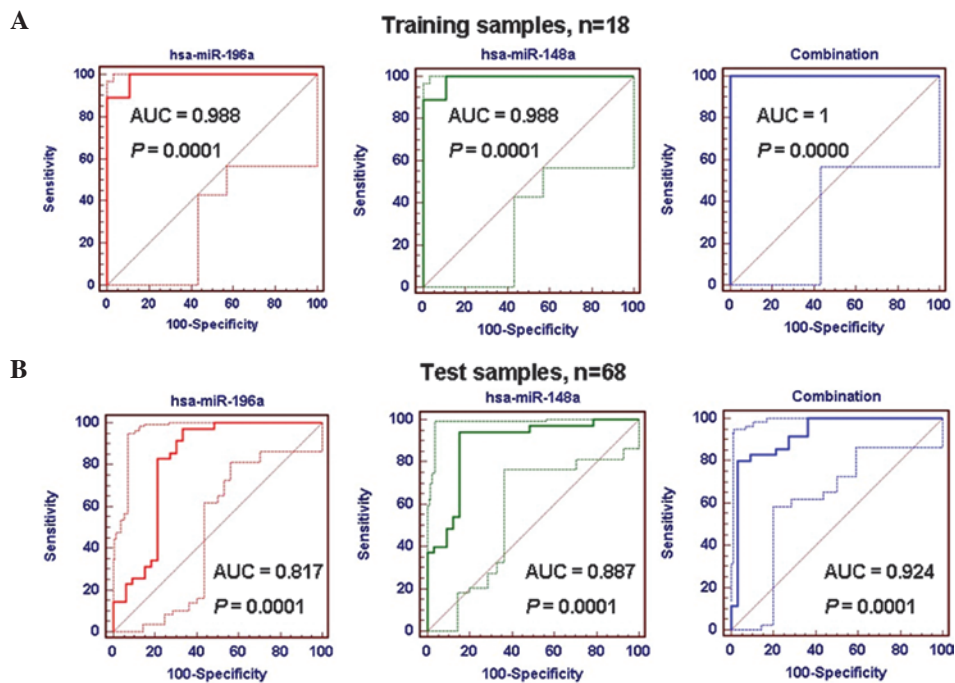 A
Training samples, n=18
hsa-miR-196a
hsa-miR-148a
Combination
100
80
60
40
20
0
Sensitivity
AUC = 0.988
P = 0.0001
0 20 40 60 80 100
100-Specificity
100
80
60
40
20
0
Sensitivity
AUC = 0.988
P = 0.0001
0 20 40 60 80 100
100-Specificity
100
80
60
40
20
0
Sensitivity
AUC = 1
P = 0.0000
0 20 40 60 80 100
100-Specificity
B
Test samples, n=68
hsa-miR-196a
hsa-miR-148a
Combination
100
80
60
40
20
0
Sensitivity
AUC = 0.817
P = 0.0001
0 20 40 60 80 100
100-Specificity
100
80
60
40
20
0
Sensitivity
AUC = 0.887
P = 0.0001
0 20 40 60 80 100
100-Specificity
100
80
60
40
20
0
Sensitivity
AUC = 0.924
P = 0.0001
0 20 40 60 80 100
100-Specificity